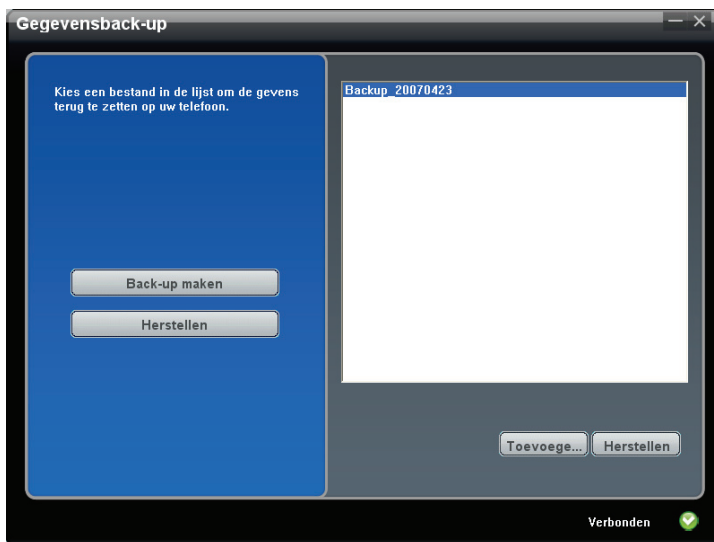 Gegevensback-up
Kies een bestand in de lijst om de gevens
terug te zetten op uw telefoon.
Back-up maken
Herstellen
Backup_20070423
Toevoege...
Herstellen
Verbonden